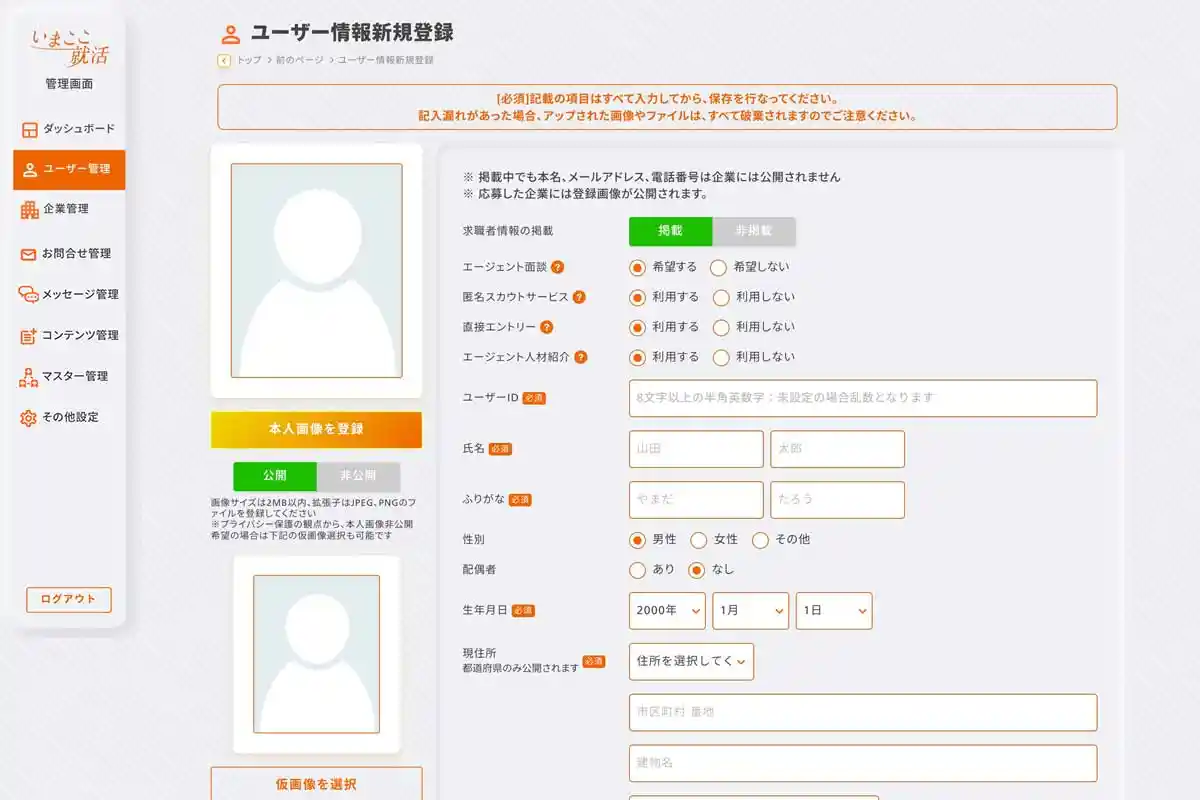 いまここ
就活
管理画面
ダッシュボード
ユーザー管理
企業管理
お問合せ管理
メッセージ管理
コンテンツ管理
マスター管理
その他設定
ログアウト
ユーザー情報新規登録
トップ > 前のページ > ユーザー情報新規登録
[必須]記載の項目はすべて入力してから、保存を行なってください。
記入漏れがあった場合、アップされた画像やファイルは、すべて破棄されますのでご注意ください。
本人画像を登録
公開 非公開
画像サイズは2MB以内、拡張子はJPEG、PNGのフ
ァイルを登録してください
※プライバシー保護の観点から、本人画像非公開
希望の場合は下記の仮画像選択も可能です
仮画像を選択
※ 掲載中でも本名、メールアドレス、電話番号は企業には公開されません
※ 応募した企業には登録画像が公開されます。
求職者情報の掲載 掲載 非掲載
エージェント面談 ? 希望する 希望しない
匿名スカウトサービス ? 利用する 利用しない
直接エントリー ? 利用する 利用しない
エージェント人材紹介 ? 利用する 利用しない
ユーザーID 必須 8文字以上の半角英数字：未設定の場合乱数となります
氏名 必須 山田 太郎
ふりがな 必須 やまだ たろう
性別 男性 女性 その他
配偶者 あり なし
生年月日 必須 2000年 1月 1日
現住所
都道府県のみ公開されます 必須 住所を選択してく
市区町村 番地
建物名